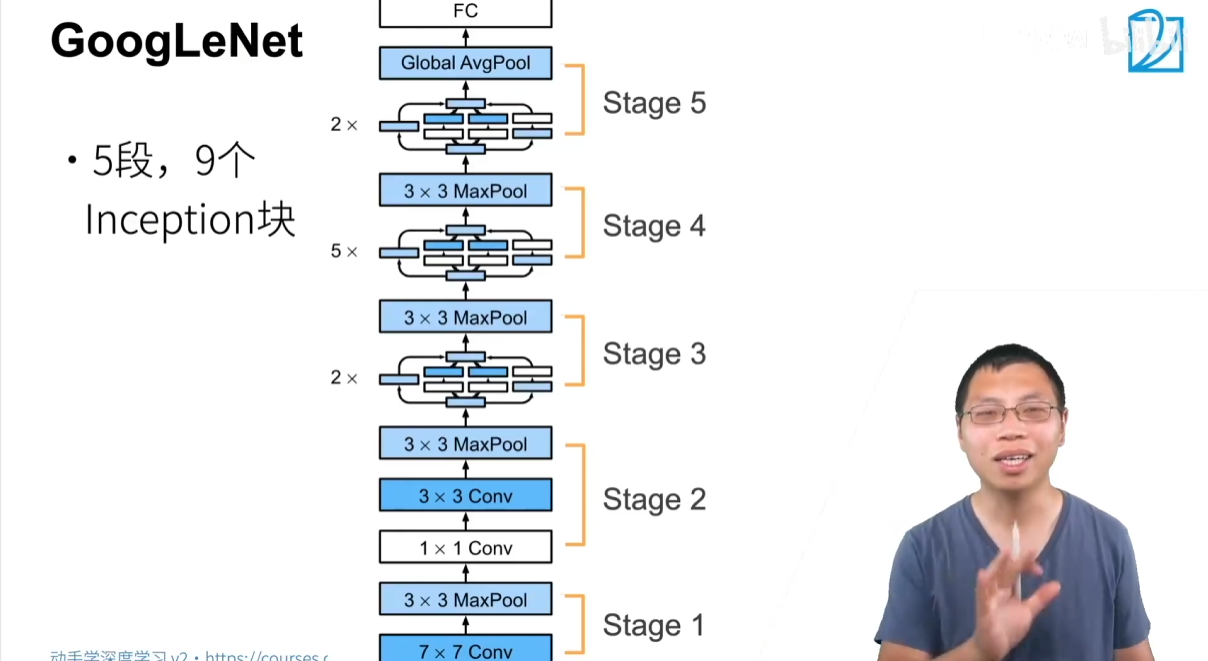 GoogLeNet
• 5段，9个
Inception块
FC
Global AvgPool
Stage 5
2 ×
3 × 3 MaxPool
Stage 4
5 ×
3 × 3 MaxPool
Stage 3
2 ×
3 × 3 MaxPool
3 × 3 Conv
Stage 2
1 × 1 Conv
3 × 3 MaxPool
Stage 1
7 × 7 Conv
动手学深度学习 v2 • https://courses.